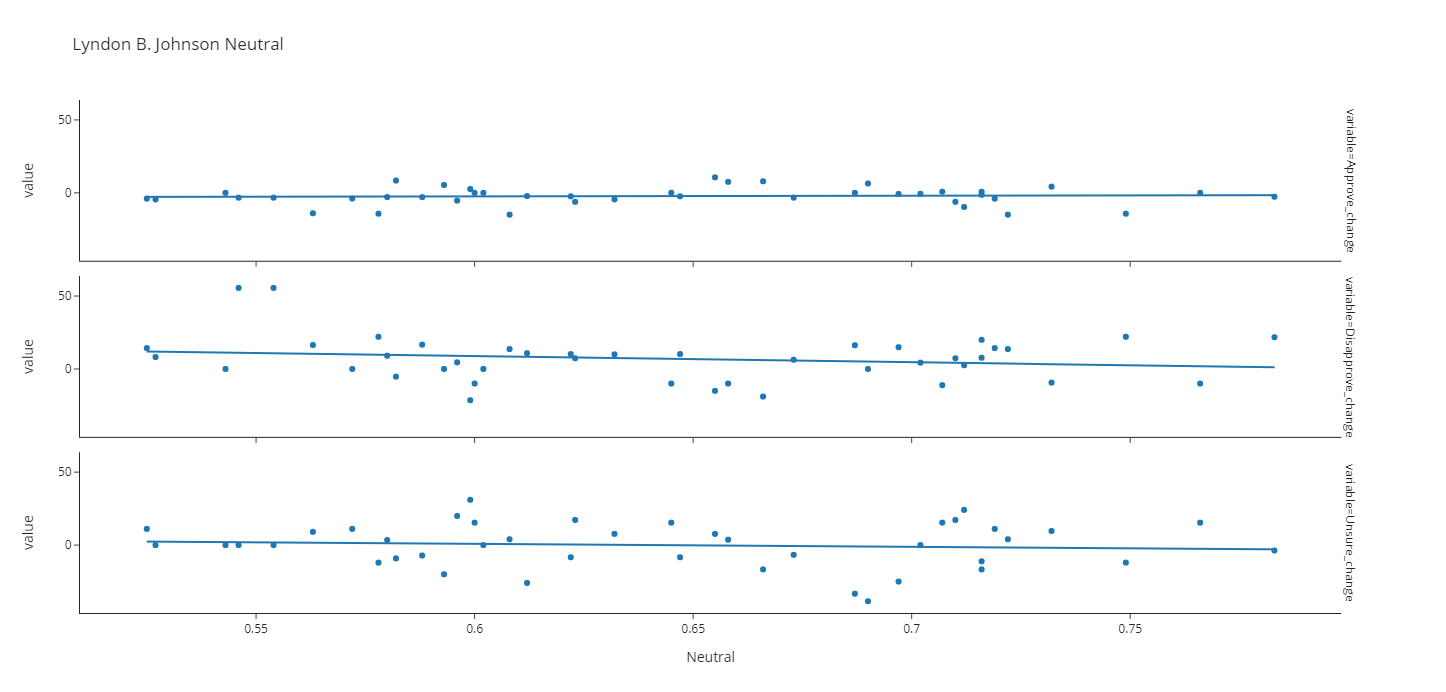 Lyndon B. Johnson Neutral
50
0
value
variable=Approve_change
50
0
value
variable=Disapprove_change
50
0
value
variable=Unsure_change
0.55 0.6 0.65 0.7 0.75
Neutral